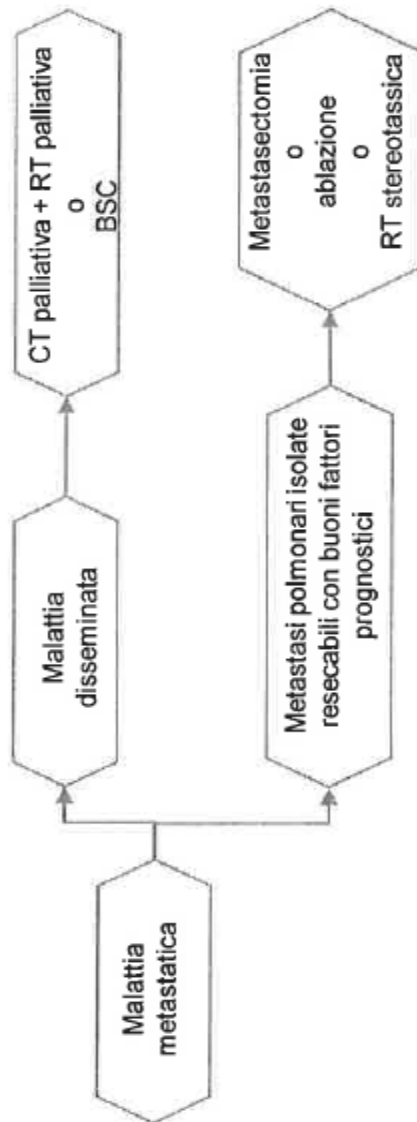 Malattia
metastatica
Malattia
disseminata
CT palliativa + RT palliativa
o
BSC
Metastasi polmonari isolate
resecabili con buoni fattori
prognostici
Metastasectomia
o
ablazione
o
RT stereotassica